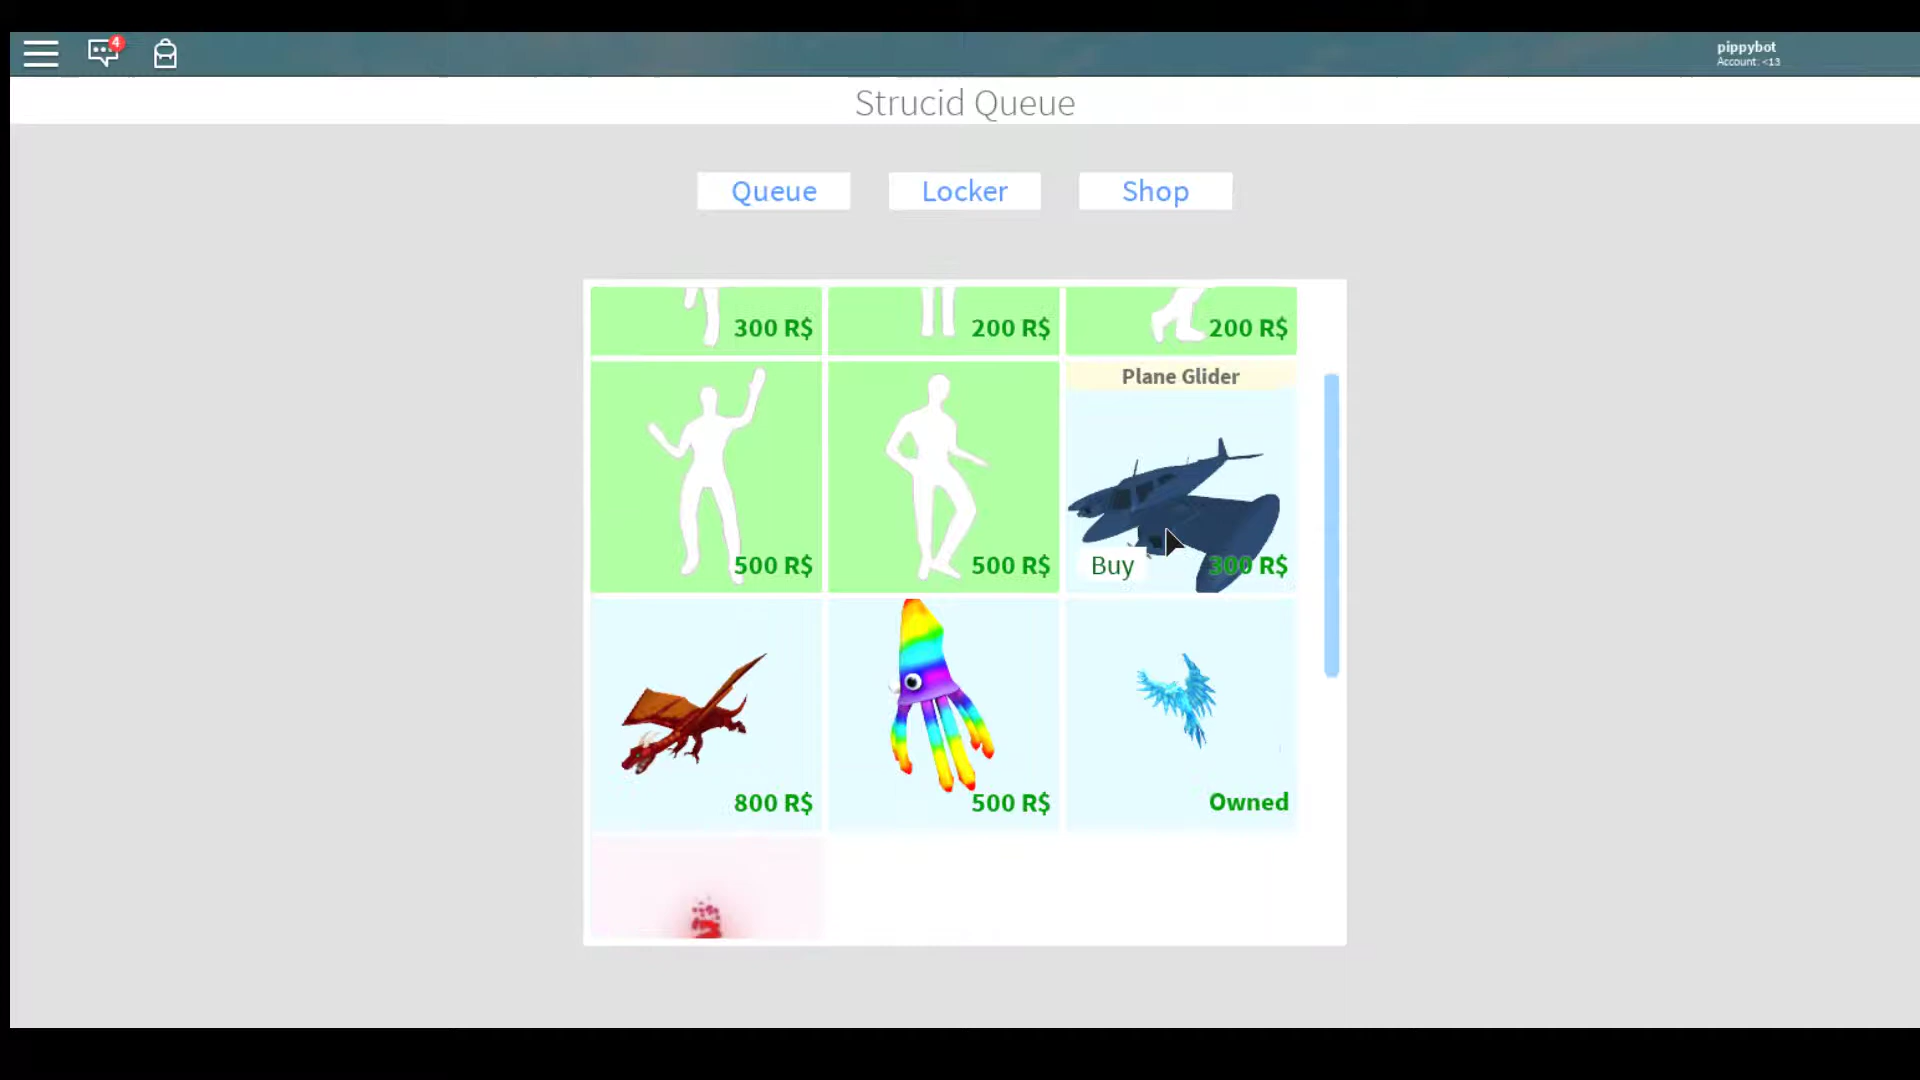 4
pippybot
Account: <13
Strucid Queue
Queue
Locker
Shop
300 R$
200 R$
200 R$
500 R$
500 R$
Plane Glider
Buy
300 R$
800 R$
500 R$
Owned